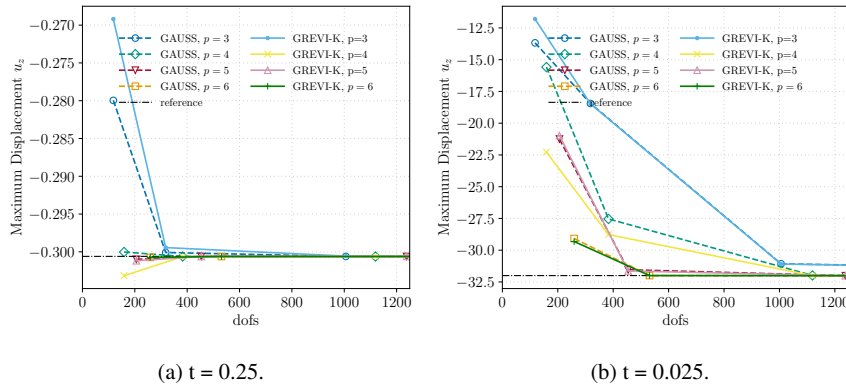 −0.270
−0.275
−0.280
−0.285
−0.290
−0.295
−0.300
Maximum Displacement u_z
GAUSS, p = 3
GAUSS, p = 4
GAUSS, p = 5
GAUSS, p = 6
reference
GREVI-K, p=3
GREVI-K, p=4
GREVI-K, p=5
GREVI-K, p = 6
0 200 400 600 800 1000 1200
dofs
(a) t = 0.25.
−12.5
−15.0
−17.5
−20.0
−22.5
−25.0
−27.5
−30.0
−32.5
Maximum Displacement u_z
GAUSS, p = 3
GAUSS, p = 4
GAUSS, p = 5
GAUSS, p = 6
reference
GREVI-K, p=3
GREVI-K, p=4
GREVI-K, p=5
GREVI-K, p = 6
0 200 400 600 800 1000 1200
dofs
(b) t = 0.025.